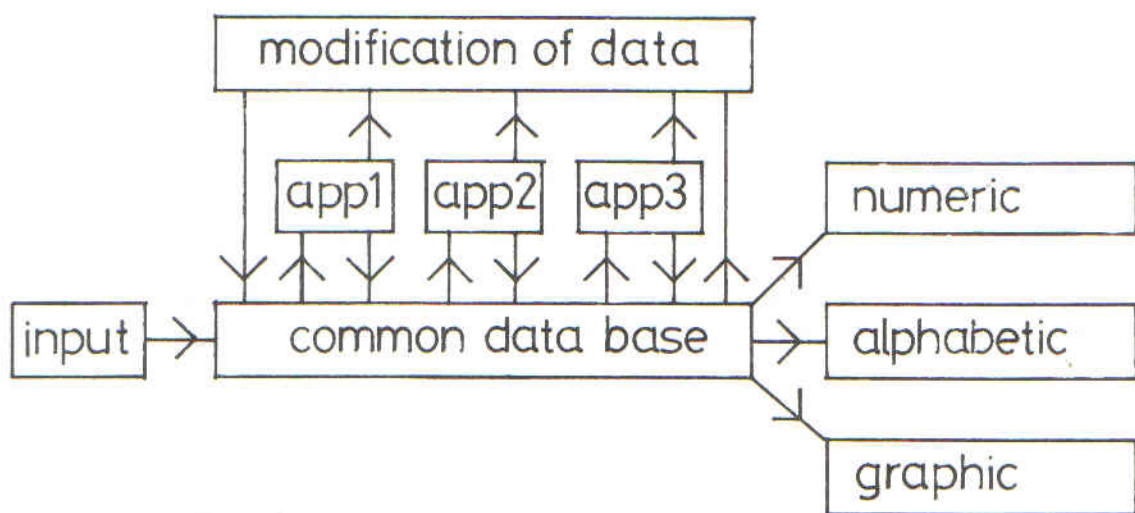 modification of data
app1 app2 app3
numeric
input
common data base
alphabetic
graphic